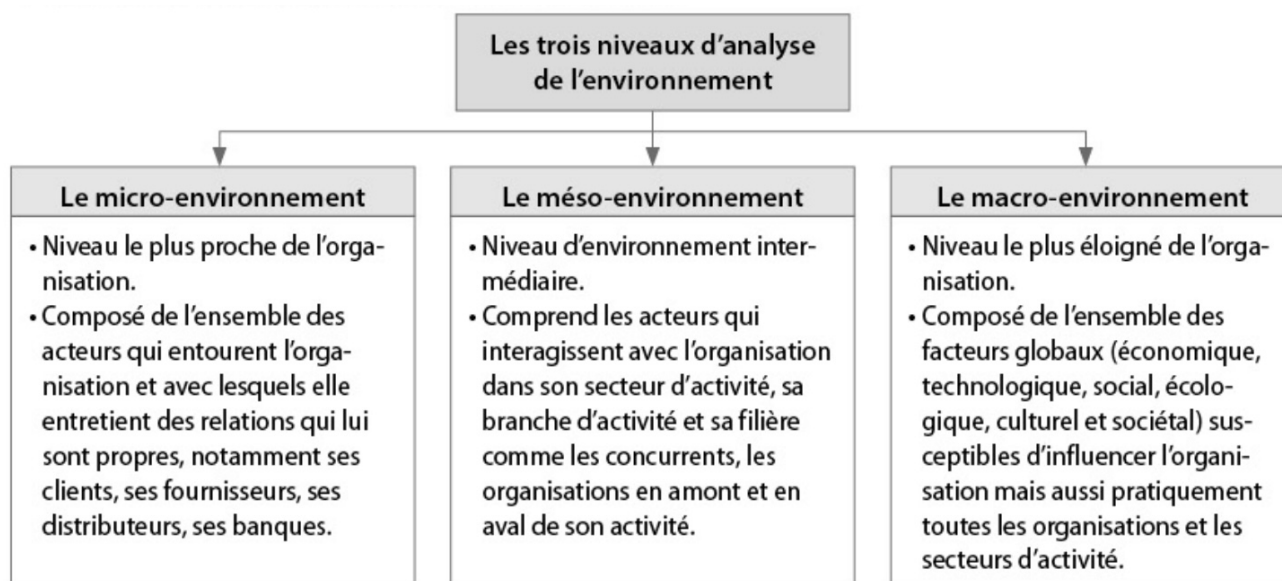 Les trois niveaux d’analyse
de l’environnement
Le micro-environnement
• Niveau le plus proche de l’orga-
nisation.
• Composé de l’ensemble des
acteurs qui entourent l’orga-
nisation et avec lesquels elle
entretient des relations qui lui
sont propres, notamment ses
clients, ses fournisseurs, ses
distributeurs, ses banques.
Le méso-environnement
• Niveau d’environnement inter-
médiaire.
• Comprend les acteurs qui
interagissent avec l’organisation
dans son secteur d’activité, sa
branche d’activité et sa filière
comme les concurrents, les
organisations en amont et en
aval de son activité.
Le macro-environnement
• Niveau le plus éloigné de l’orga-
nisation.
• Composé de l’ensemble des
facteurs globaux (économique,
technologique, social, écolo-
gique, culturel et sociétal) sus-
ceptibles d’influencer l’organi-
sation mais aussi pratiquement
toutes les organisations et les
secteurs d’activité.